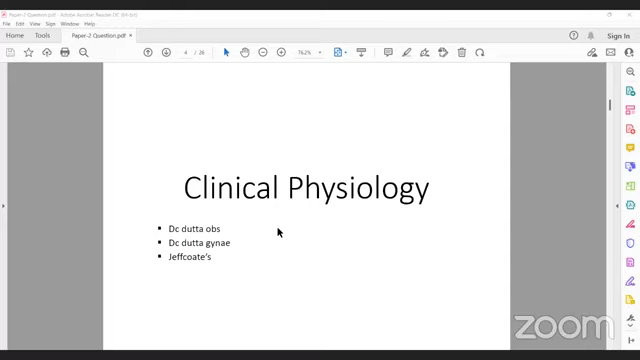 Paper-2 Question.pdf - Adobe Acrobat Reader DC (64-bit)
File Edit View Sign Window Help
Home Tools Paper-2 Question.pdf × Sign In
4 / 26 76.2%
Clinical Physiology
▪ Dc dutta obs
▪ Dc dutta gynae
▪ Jeffcoate's
zoom